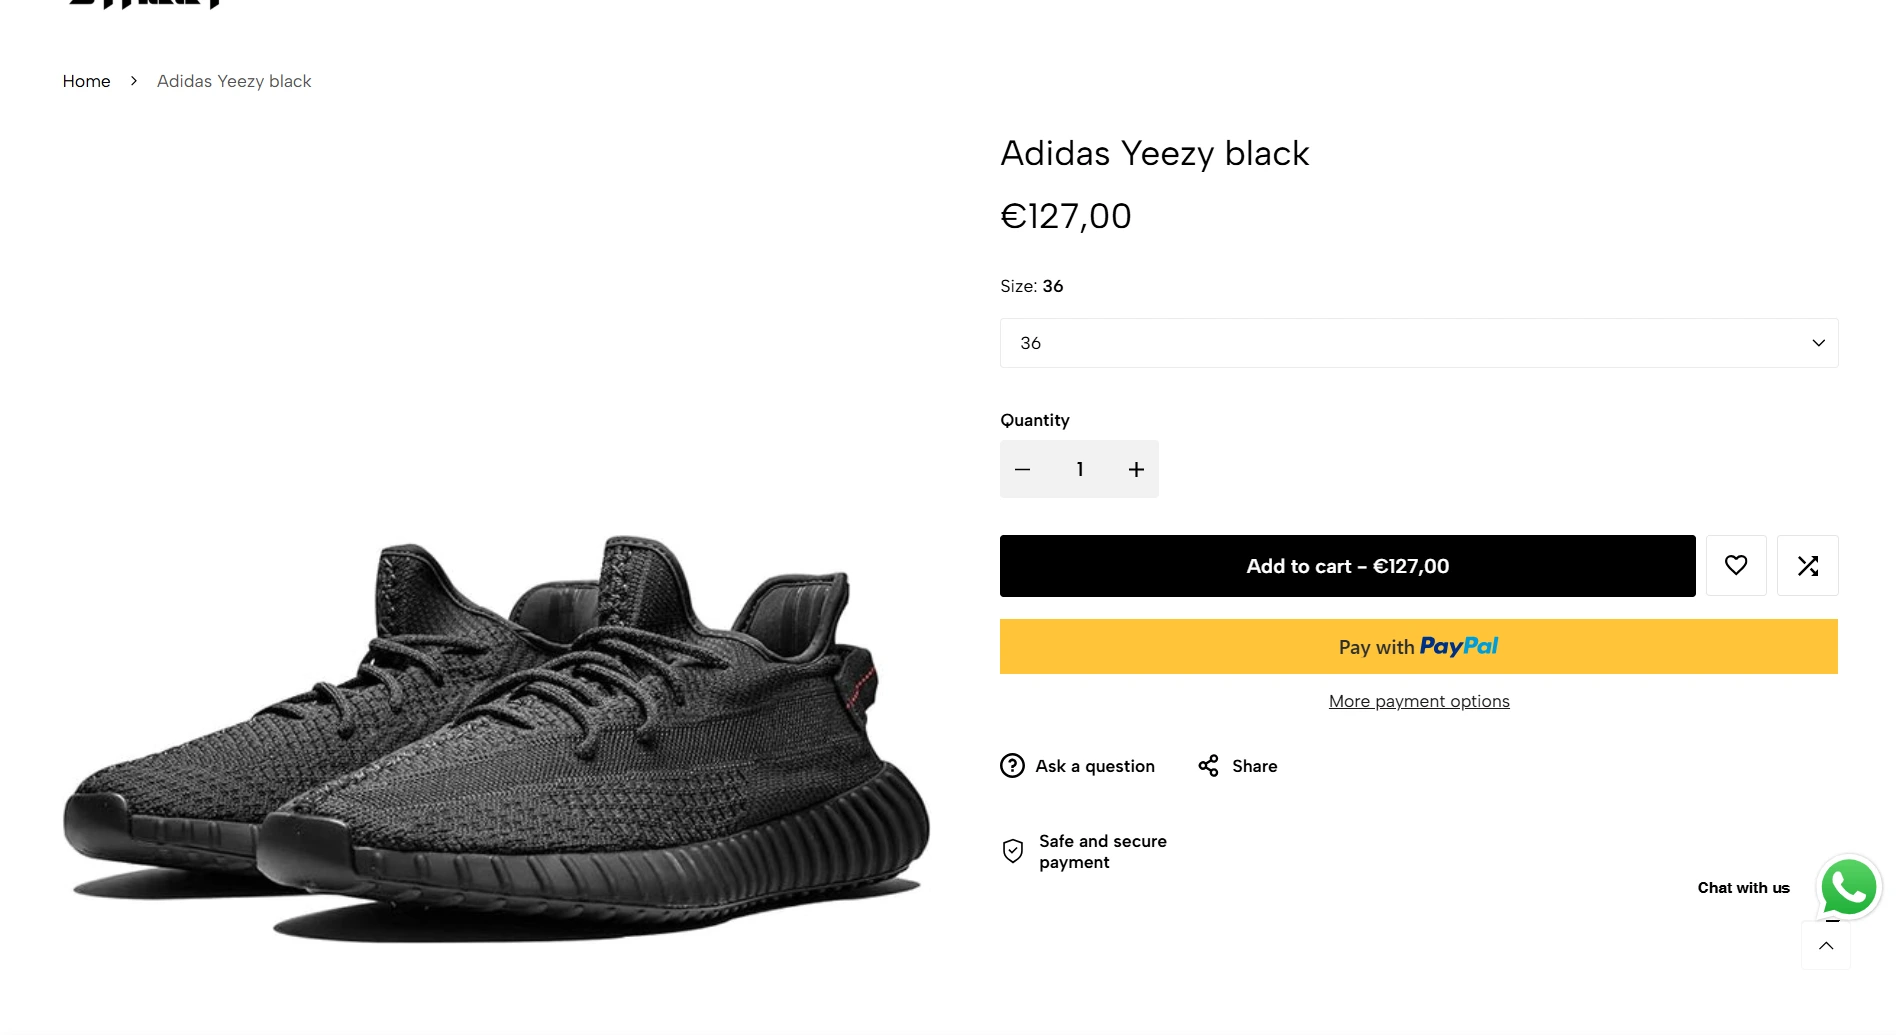 Home > Adidas Yeezy black
Adidas Yeezy black
€127,00
Size: 36
36
Quantity
1
Add to cart - €127,00
Pay with PayPal
More payment options
Ask a question
Share
Safe and secure
payment
Chat with us